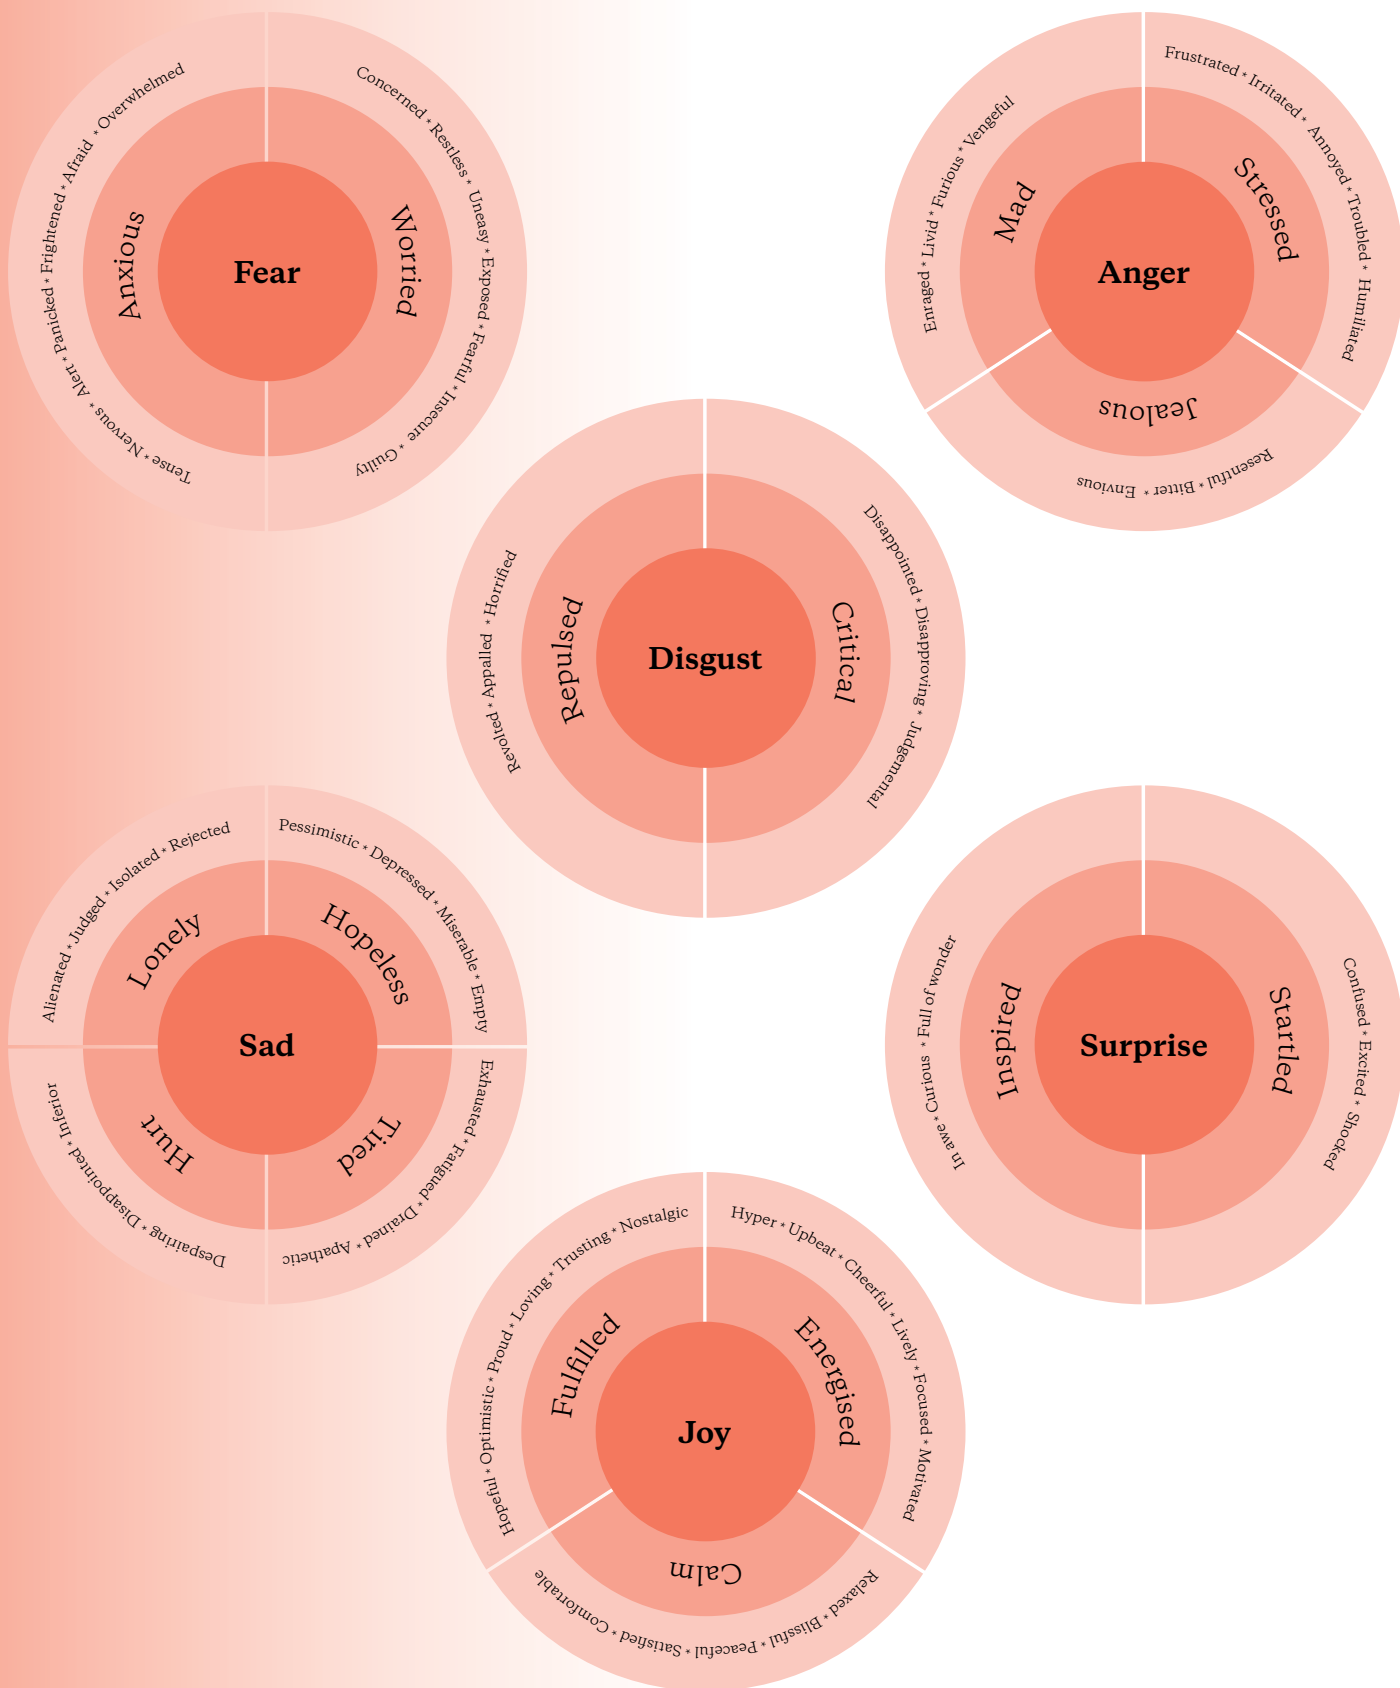 Fear
Anxious
Tense * Nervous * Alert * Panicked * Frightened * Afraid * Overwhelmed
Worried
Concerned * Restless * Uneasy * Exposed * Fearful * Insecure * Guilty
Anger
Mad
Enraged * Livid * Furious * Vengeful
Stressed
Frustrated * Irritated * Annoyed * Troubled * Humiliated
Jealous
Resentful * Bitter * Envious
Disgust
Repulsed
Revolted * Appalled * Horrified
Critical
Disappointed * Disapproving * Judgemental
Sad
Lonely
Alienated * Judged * Isolated * Rejected
Hopeless
Pessimistic * Depressed * Miserable * Empty
Tired
Exhausted * Fatigued * Drained * Apathetic
Hurt
Despairing * Disappointed * Inferior
Surprise
Inspired
In awe * Curious * Full of wonder
Startled
Confused * Excited * Shocked
Joy
Fulfilled
Hopeful * Optimistic * Proud * Loving * Trusting * Nostalgic
Energised
Hyper * Upbeat * Cheerful * Lively * Focused * Motivated
Calm
Relaxed * Blissful * Peaceful * Satisfied * Comfortable